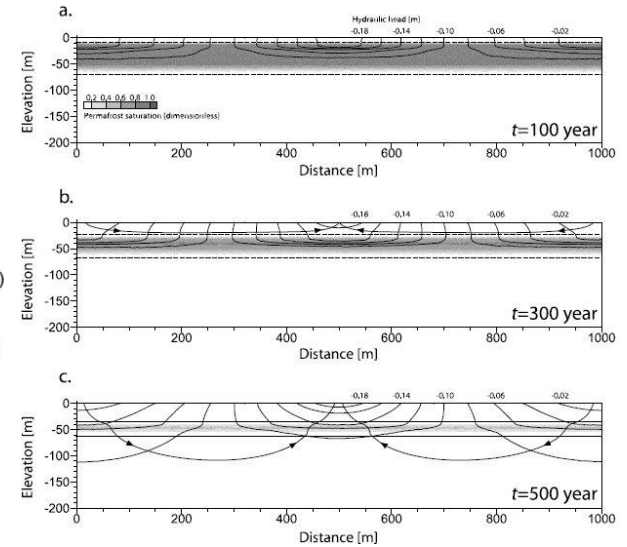 a.
Hydraulic head [m]
-0,18 -0,14 -0,10 -0,06 -0,02
Elevation [m]
0
-50
-100
-150
-200
0,2 0,4 0,6 0,8 1,0
Permafrost saturation (dimensionless)
t=100 year
0 200 400 600 800 1000
Distance [m]
b.
-0,18 -0,14 -0,10 -0,06 -0,02
Elevation [m]
0
-50
-100
-150
-200
t=300 year
0 200 400 600 800 1000
Distance [m]
c.
-0,18 -0,14 -0,10 -0,06 -0,02
Elevation [m]
0
-50
-100
-150
-200
t=500 year
0 200 400 600 800 1000
Distance [m]